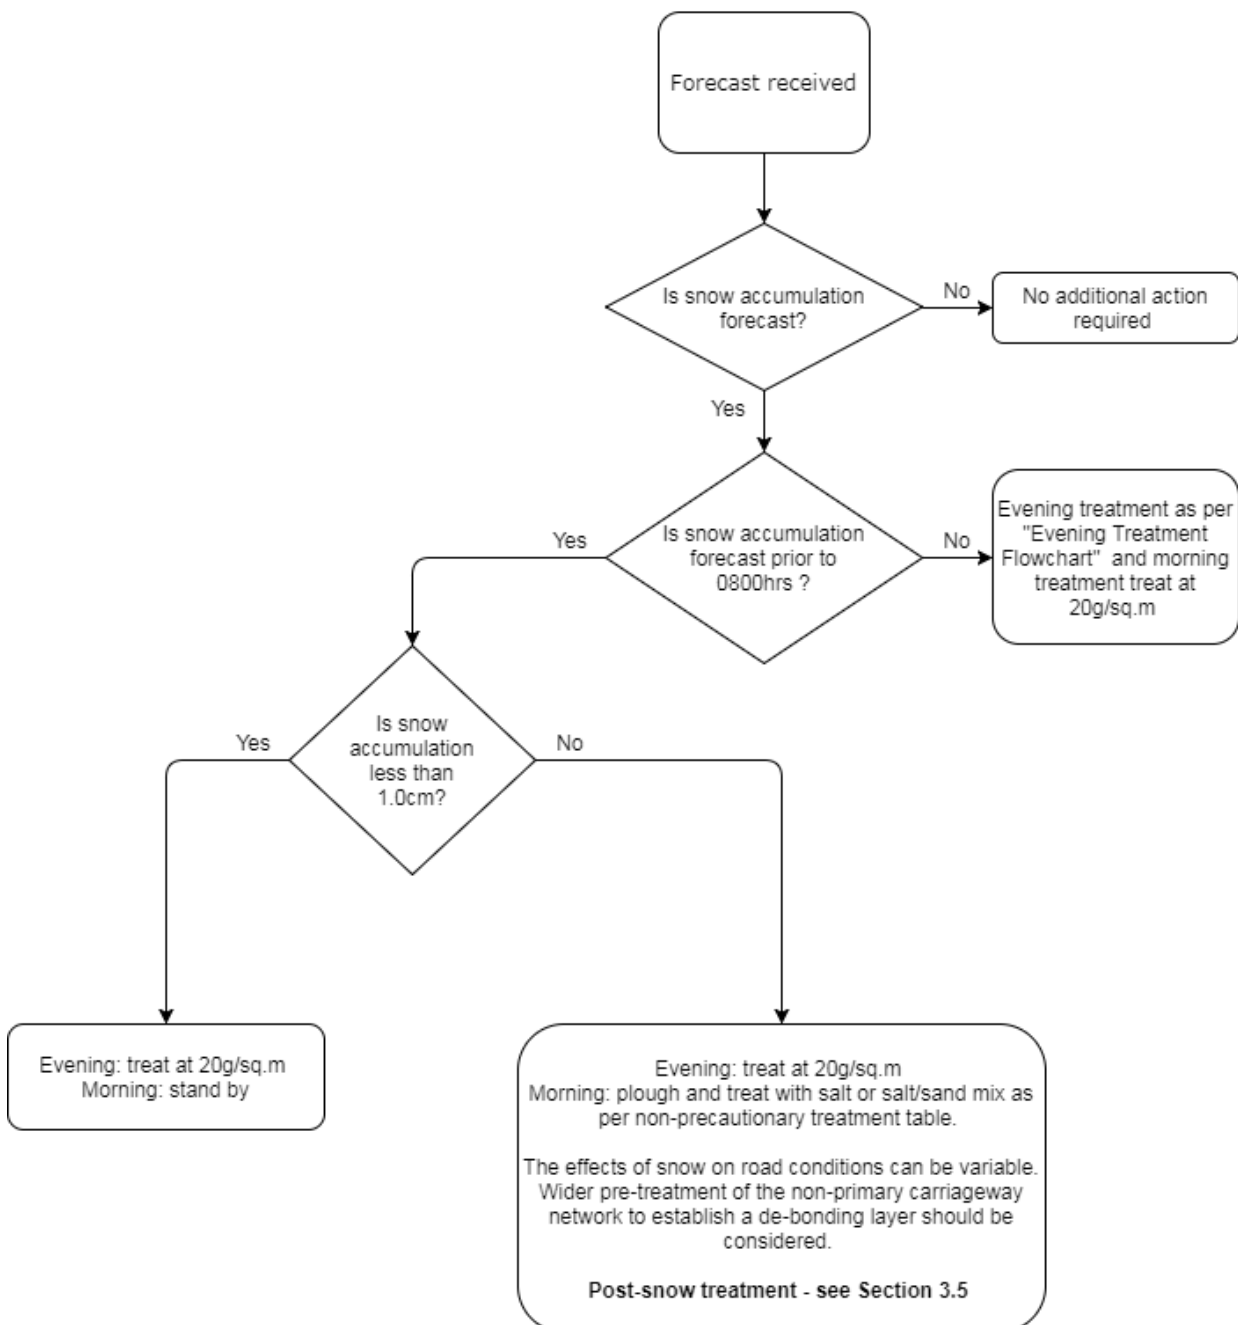 Forecast received
Is snow accumulation
forecast?
No
No additional action
required
Yes
Is snow accumulation
forecast prior to
0800hrs ?
No
Evening treatment as per
"Evening Treatment
Flowchart"  and morning
treatment treat at
20g/sq.m
Yes
Is snow
accumulation
less than
1.0cm?
Yes
No
Evening: treat at 20g/sq.m
Morning: stand by
Evening: treat at 20g/sq.m
Morning: plough and treat with salt or salt/sand mix as
per non-precautionary treatment table.
The effects of snow on road conditions can be variable.
Wider pre-treatment of the non-primary carriageway
network to establish a de-bonding layer should be
considered.
Post-snow treatment - see Section 3.5